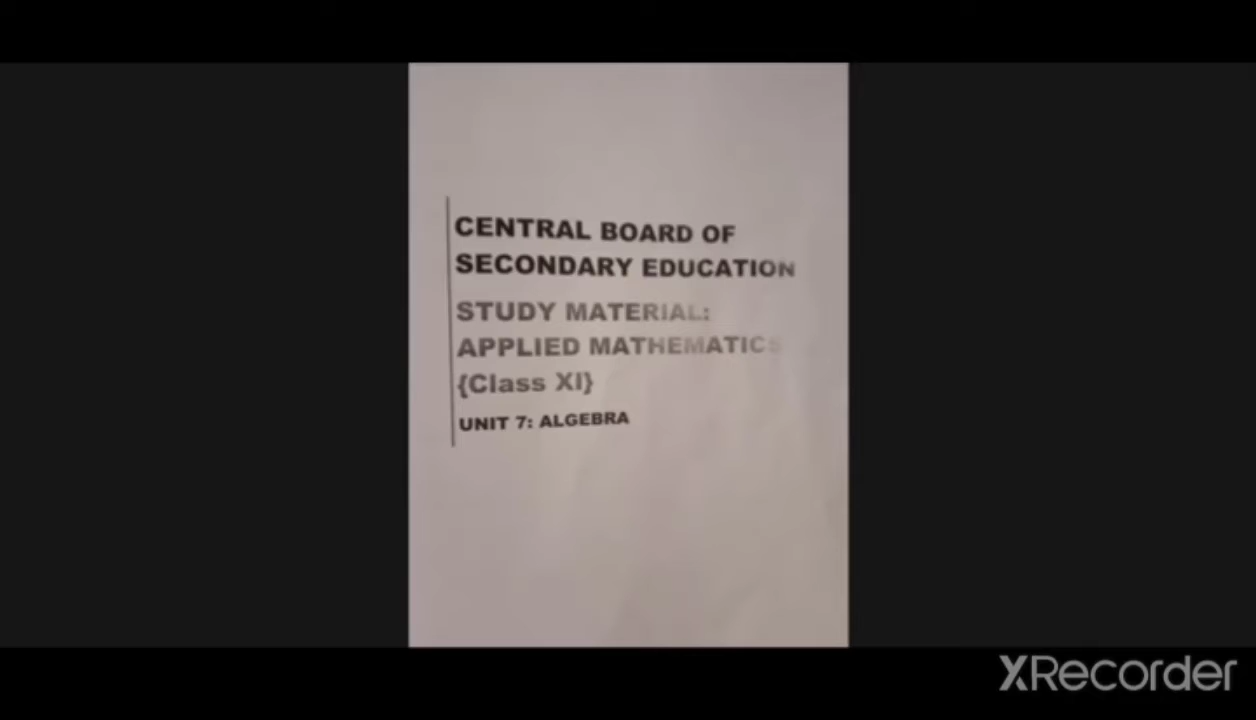 CENTRAL BOARD OF
SECONDARY EDUCATION
STUDY MATERIAL:
APPLIED MATHEMATICS
{Class XI}
UNIT 7: ALGEBRA
XRecorder